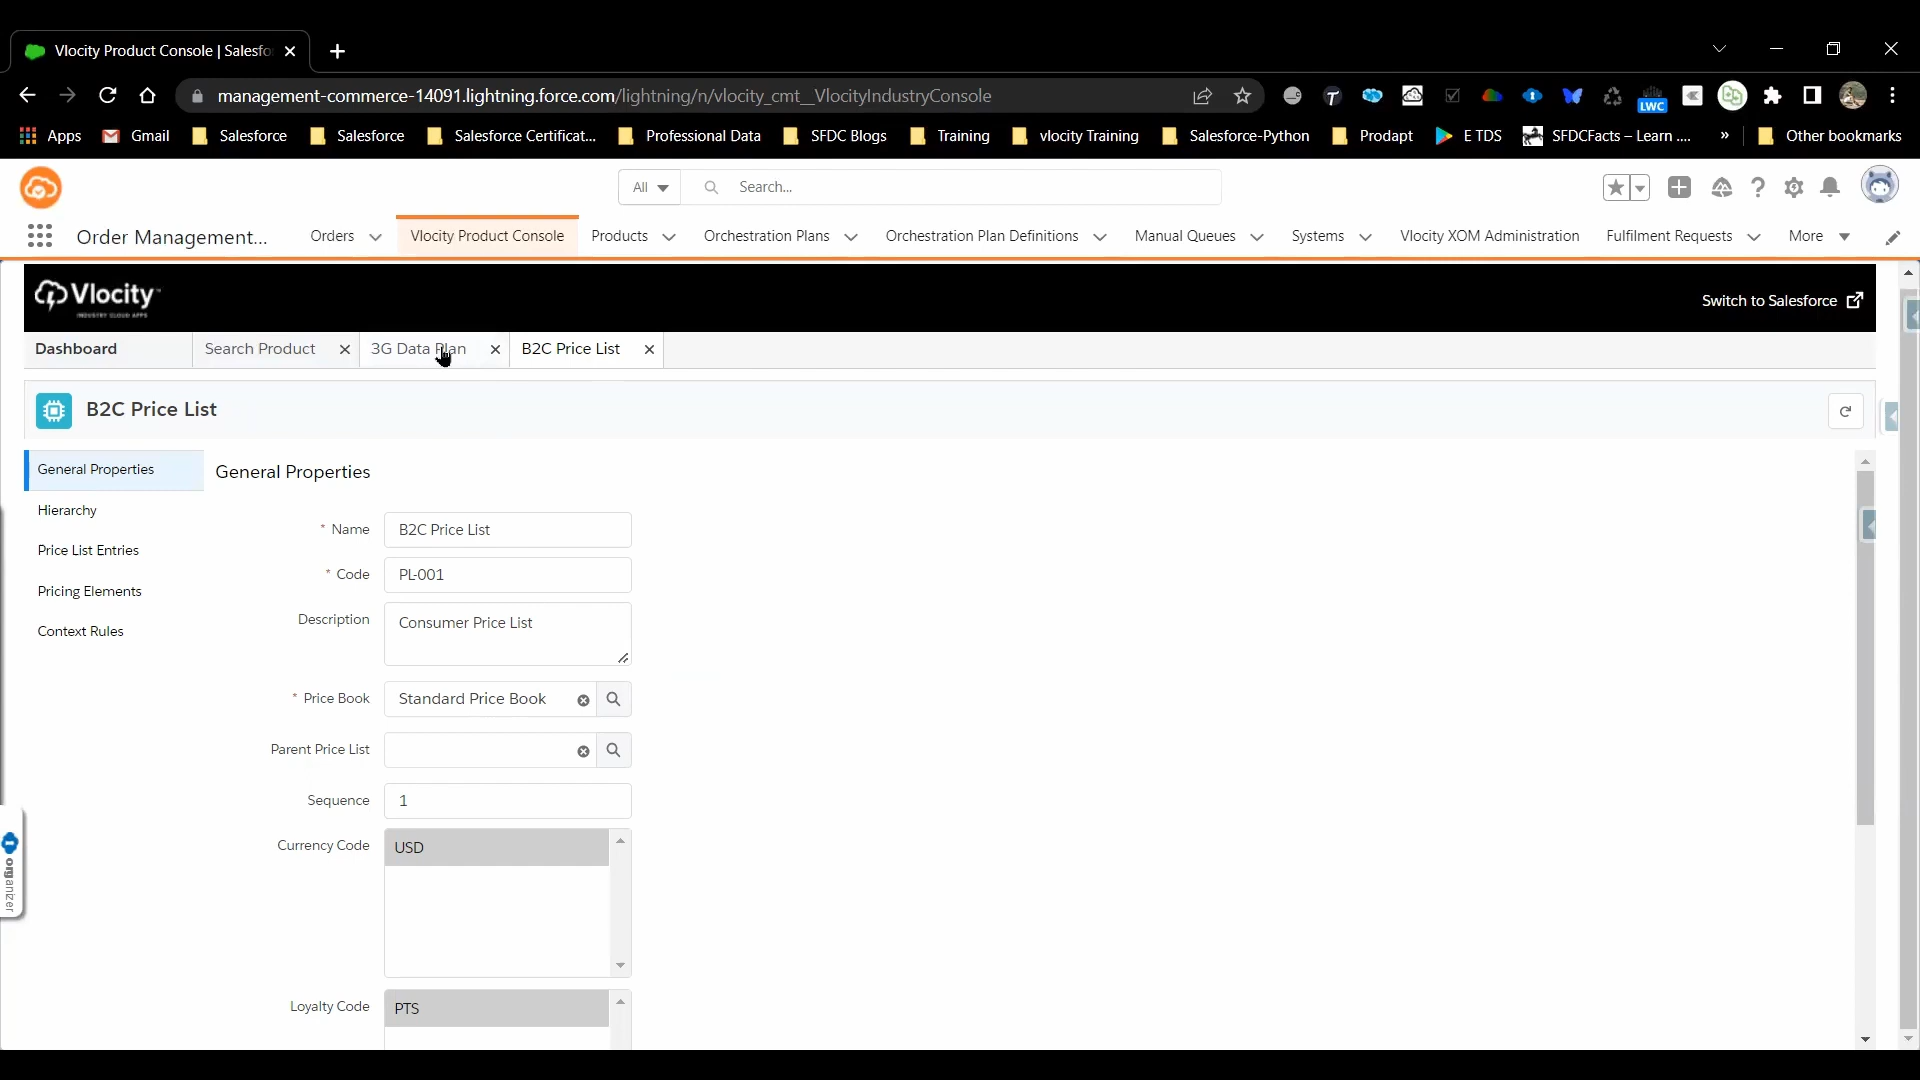 Vlocity Product Console | Salesfo
management-commerce-14091.lightning.force.com/lightning/n/vlocity_cmt__VlocityIndustryConsole
LWC
Apps Gmail Salesforce Salesforce Salesforce Certificat... Professional Data SFDC Blogs Training vlocity Training Salesforce-Python Prodapt E TDS SFDCFacts – Learn .... » Other bookmarks
All Search...
Order Management... Orders Vlocity Product Console Products Orchestration Plans Orchestration Plan Definitions Manual Queues Systems Vlocity XOM Administration Fulfilment Requests More
Vlocity
INDUSTRY CLOUD APPS
Switch to Salesforce
Dashboard Search Product 3G Data Plan B2C Price List
B2C Price List
General Properties
Hierarchy
Price List Entries
Pricing Elements
Context Rules
General Properties
* Name B2C Price List
* Code PL-001
Description Consumer Price List
* Price Book Standard Price Book
Parent Price List
Sequence 1
Currency Code USD
Loyalty Code PTS
organizer